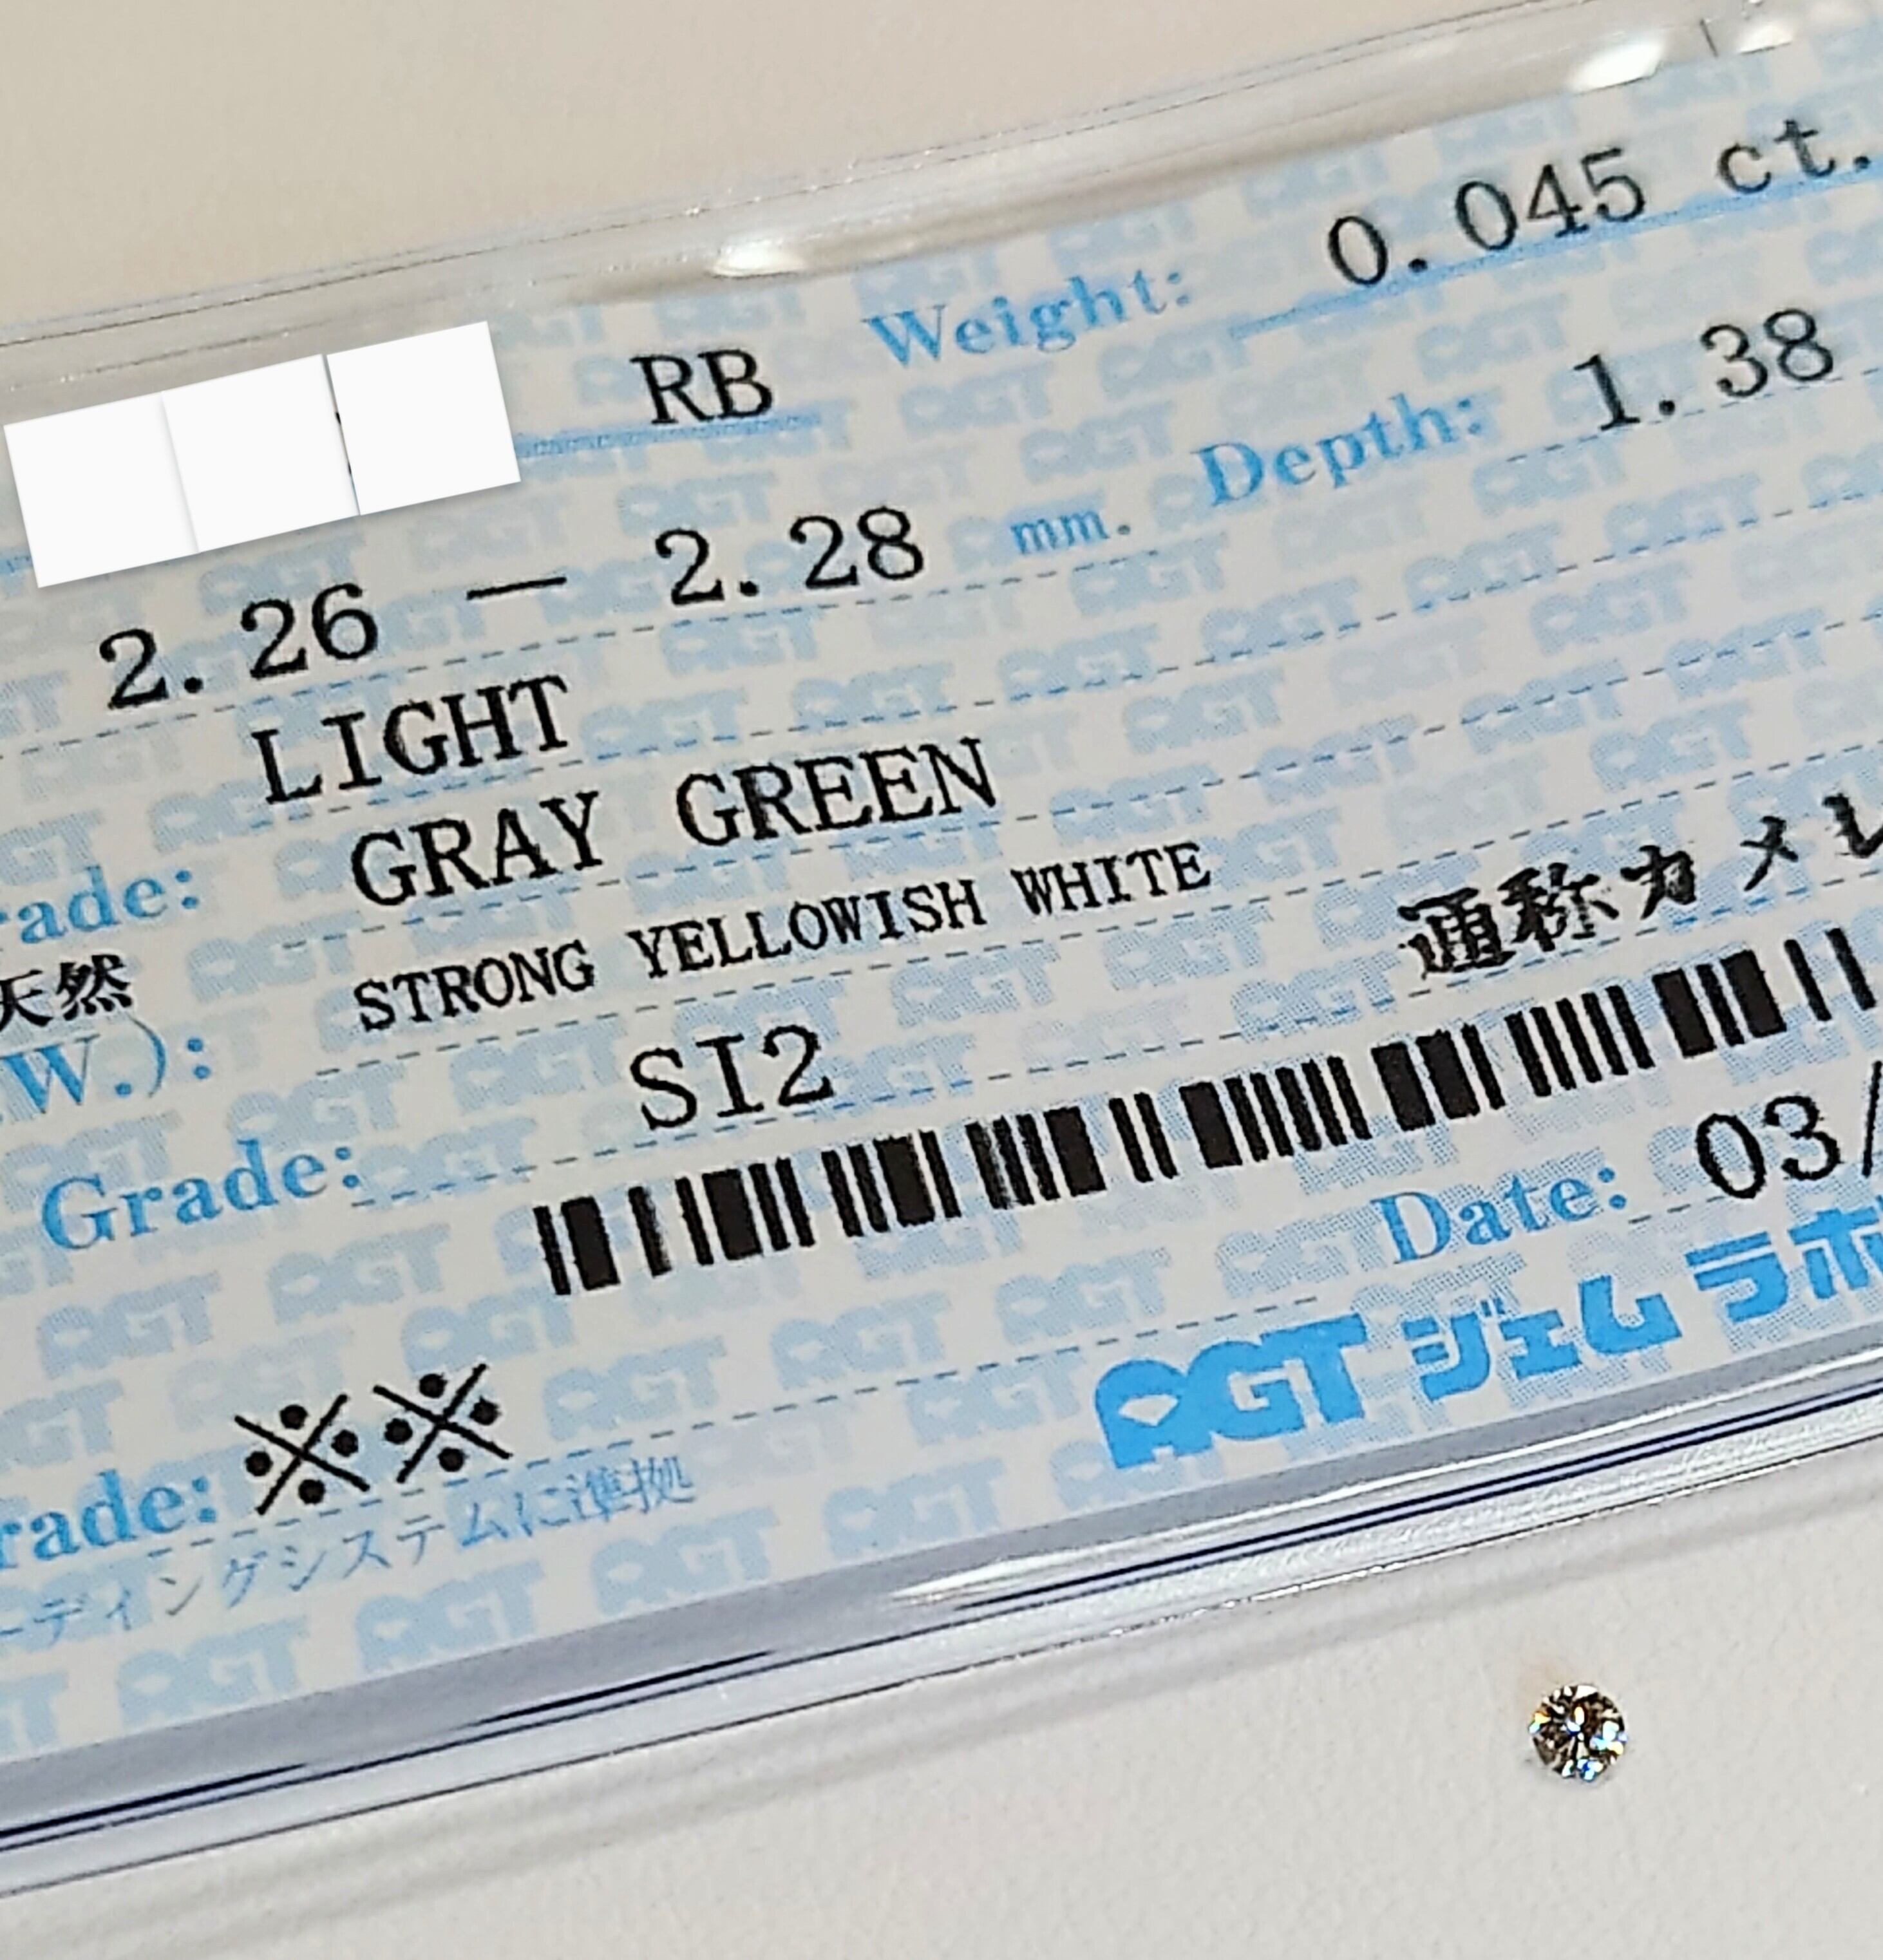 RB Weight: 0.045 ct.
2.26 — 2.28 mm. Depth: 1.38
LIGHT
rade: GRAY GREEN
天然 STRONG YELLOWISH WHITE 通称カメレ
W.):
Grade: SI2
Date: 03/
rade: ※※
AGT ジェムラボ
ーディングシステムに準拠